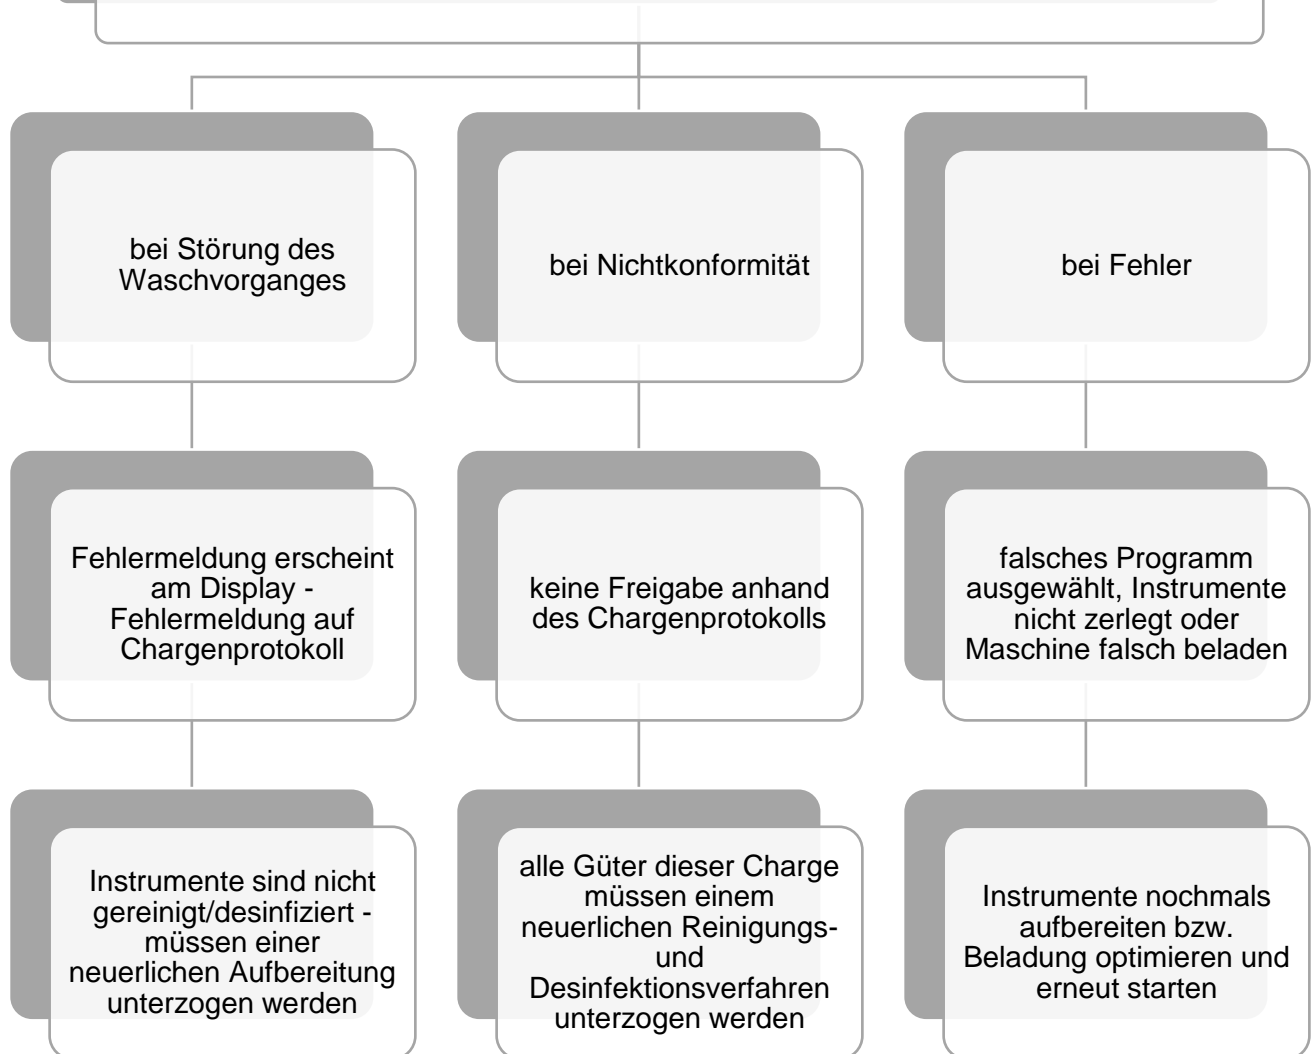 bei Störung des
Waschvorganges
bei Nichtkonformität
bei Fehler
Fehlermeldung erscheint
am Display -
Fehlermeldung auf
Chargenprotokoll
keine Freigabe anhand
des Chargenprotokolls
falsches Programm
ausgewählt, Instrumente
nicht zerlegt oder
Maschine falsch beladen
Instrumente sind nicht
gereinigt/desinfiziert -
müssen einer
neuerlichen Aufbereitung
unterzogen werden
alle Güter dieser Charge
müssen einem
neuerlichen Reinigungs-
und
Desinfektionsverfahren
unterzogen werden
Instrumente nochmals
aufbereiten bzw.
Beladung optimieren und
erneut starten